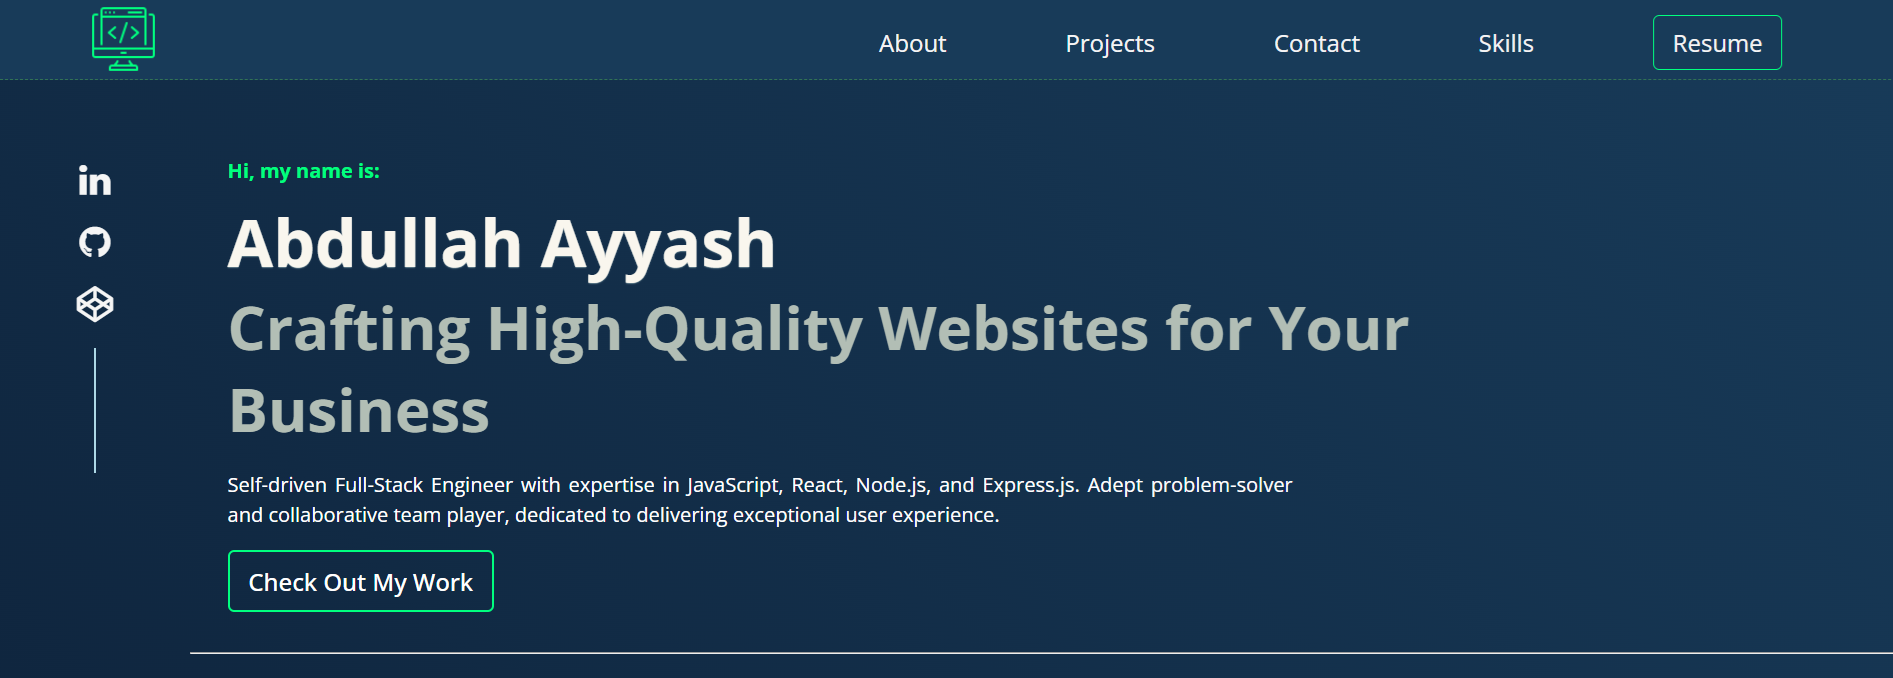 </>
About Projects Contact Skills Resume
in
Hi, my name is:
Abdullah Ayyash
Crafting High-Quality Websites for Your
Business
Self-driven Full-Stack Engineer with expertise in JavaScript, React, Node.js, and Express.js. Adept problem-solver
and collaborative team player, dedicated to delivering exceptional user experience.
Check Out My Work